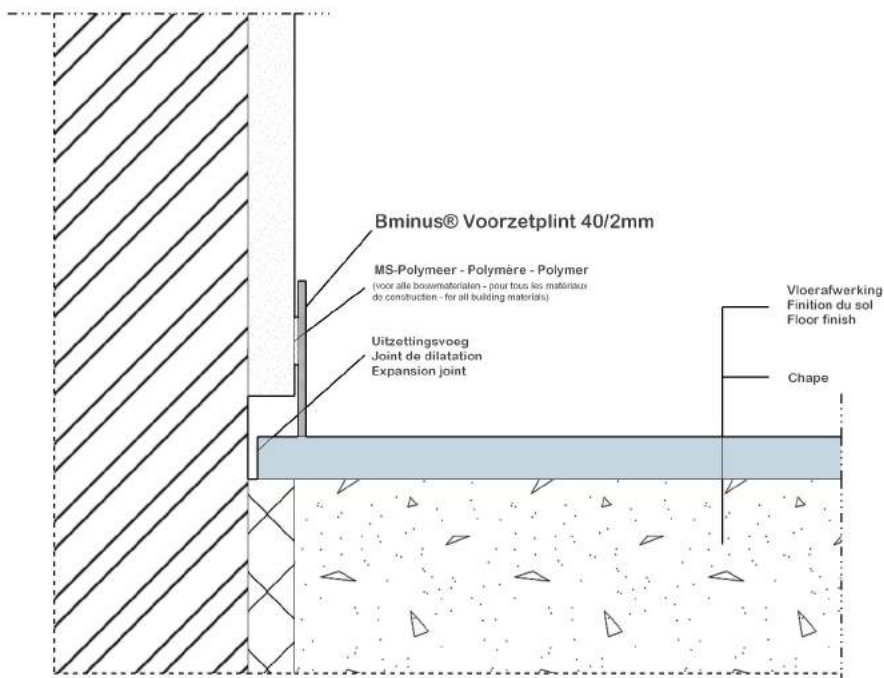 Bminus® Voorzetplint 40/2mm
MS-Polymeer - Polymère - Polymer
(voor alle bouwmaterialen - pour tous les matériaux
de construction - for all building materials)
Uitzettingsvoeg
Joint de dilatation
Expansion joint
Vloerafwerking
Finition du sol
Floor finish
Chape